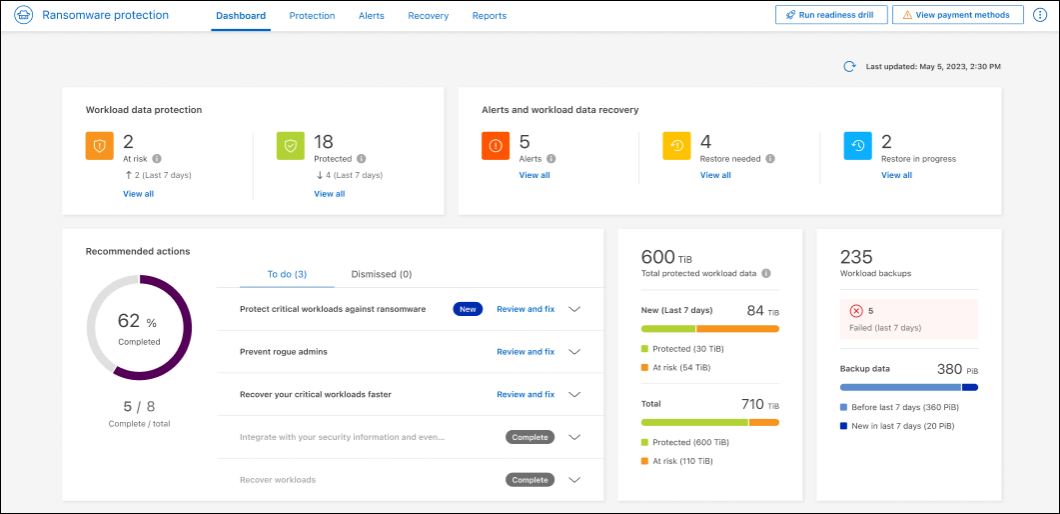 Ransomware protection
Dashboard
Protection
Alerts
Recovery
Reports
Run readiness drill
View payment methods
Last updated: May 5, 2023, 2:30 PM
Workload data protection
2
At risk
↑ 2 (Last 7 days)
View all
18
Protected
↓ 4 (Last 7 days)
View all
Alerts and workload data recovery
5
Alerts
View all
4
Restore needed
View all
2
Restore in progress
View all
Recommended actions
62 %
Completed
5 / 8
Complete / total
To do (3)
Dismissed (0)
Protect critical workloads against ransomware
New
Review and fix
Prevent rogue admins
Review and fix
Recover your critical workloads faster
Review and fix
Integrate with your security information and even...
Complete
Recover workloads
Complete
600 TiB
Total protected workload data
New (Last 7 days)
84 TiB
Protected (30 TiB)
At risk (54 TiB)
Total
710 TiB
Protected (600 TiB)
At risk (110 TiB)
235
Workload backups
5
Failed (last 7 days)
Backup data
380 PiB
Before last 7 days (360 PiB)
New in last 7 days (20 PiB)